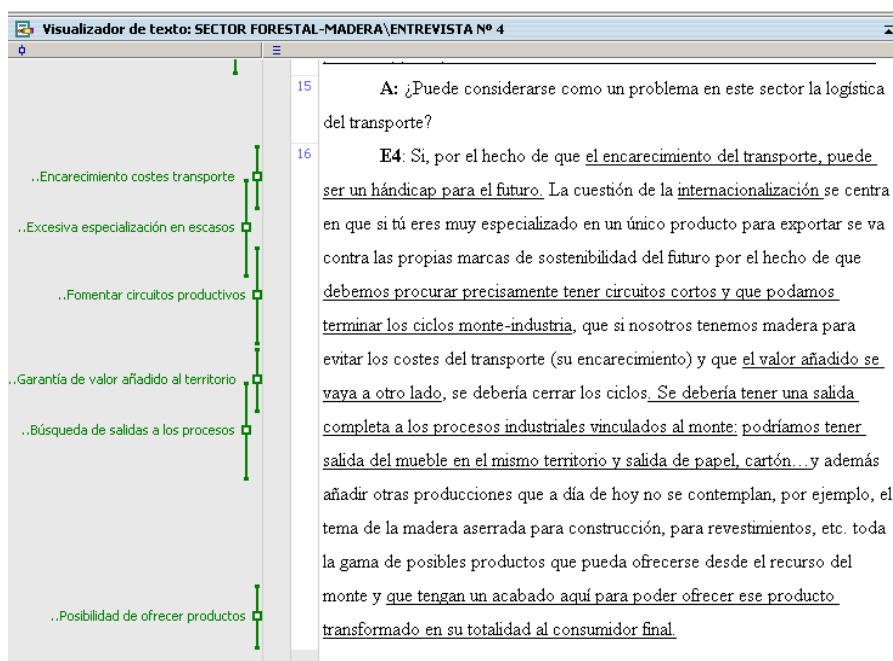 Visualizador de texto: SECTOR FORESTAL-MADERA\ENTREVISTA Nº 4
15 A: ¿Puede considerarse como un problema en este sector la logística
del transporte?
16 E4: Si, por el hecho de que el encarecimiento del transporte, puede
..Encarecimiento costes transporte
ser un hándicap para el futuro. La cuestión de la internacionalización se centra
..Excesiva especialización en escasos
en que si tú eres muy especializado en un único producto para exportar se va
contra las propias marcas de sostenibilidad del futuro por el hecho de que
..Fomentar circuitos productivos
debemos procurar precisamente tener circuitos cortos y que podamos
terminar los ciclos monte-industria, que si nosotros tenemos madera para
evitar los costes del transporte (su encarecimiento) y que el valor añadido se
..Garantía de valor añadido al territorio
vaya a otro lado, se debería cerrar los ciclos. Se debería tener una salida
..Búsqueda de salidas a los procesos
completa a los procesos industriales vinculados al monte: podríamos tener
salida del mueble en el mismo territorio y salida de papel, cartón…y además
añadir otras producciones que a día de hoy no se contemplan, por ejemplo, el
tema de la madera aserrada para construcción, para revestimientos, etc. toda
la gama de posibles productos que pueda ofrecerse desde el recurso del
monte y que tengan un acabado aquí para poder ofrecer ese producto
..Posibilidad de ofrecer productos
transformado en su totalidad al consumidor final.